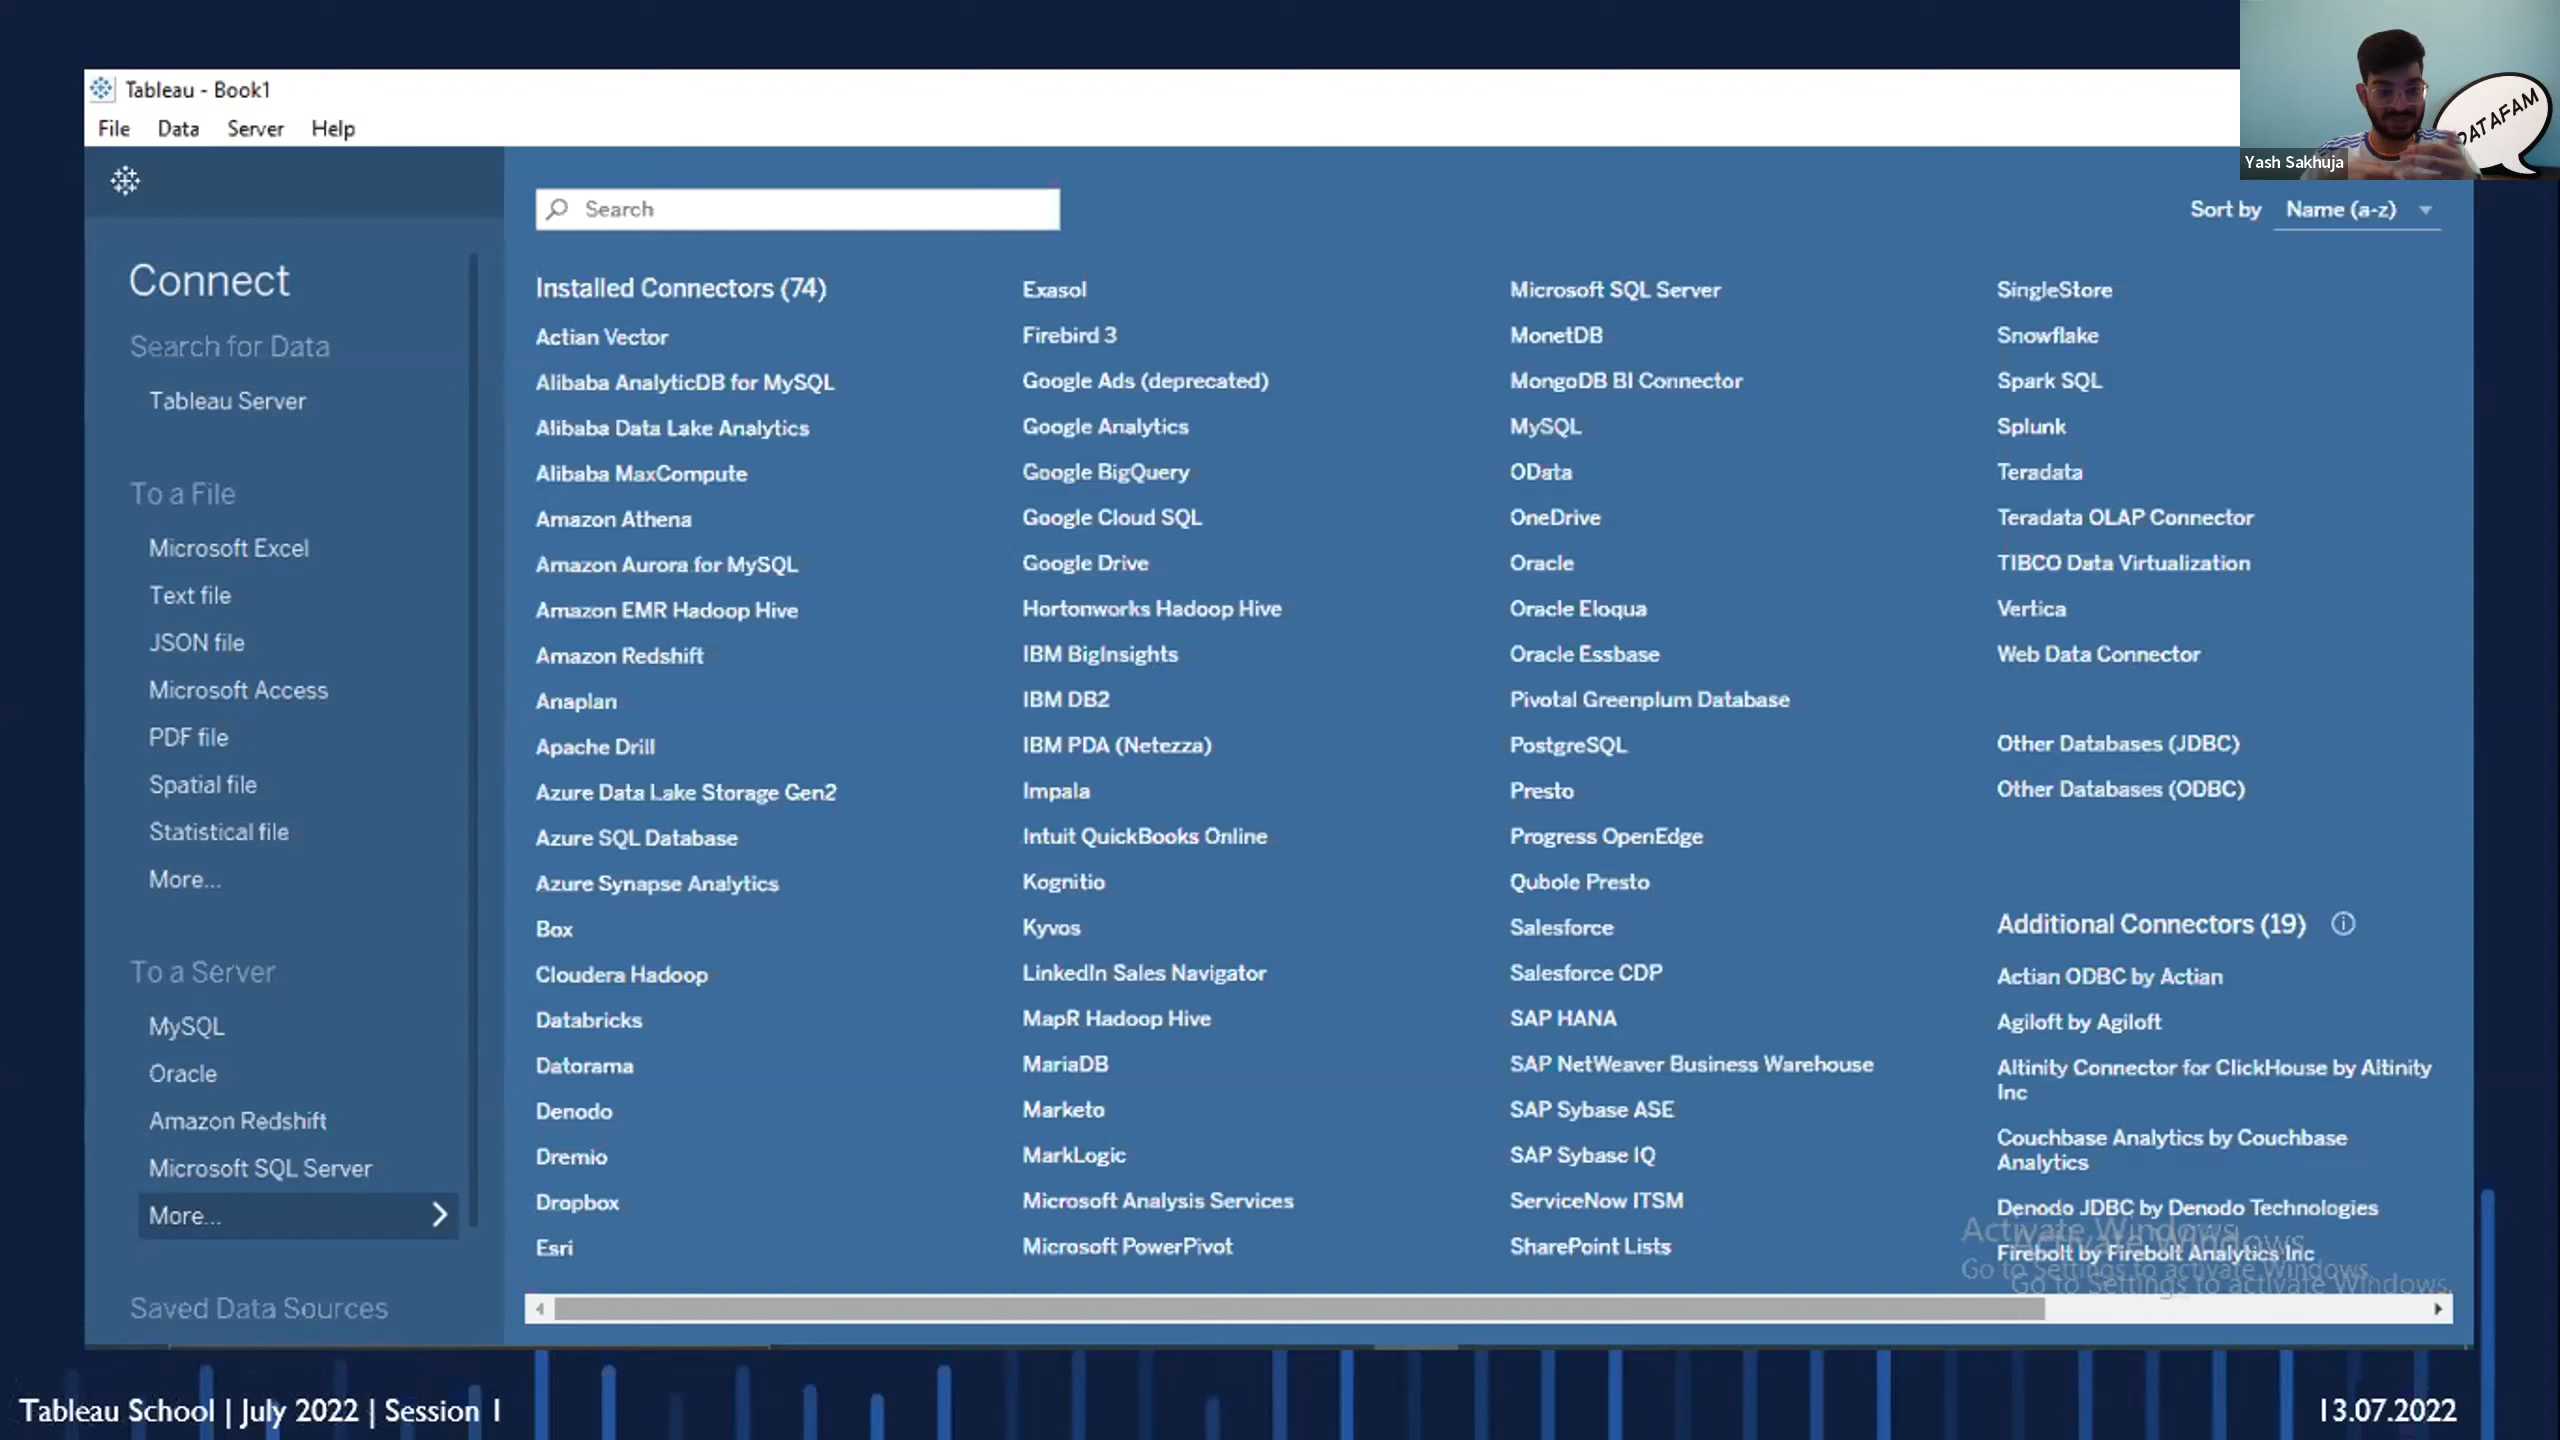 Tableau - Book1
File Data Server Help
DATAFAM
Yash Sakhuja
Search
Sort by Name (a-z)
Connect
Search for Data
Tableau Server
To a File
Microsoft Excel
Text file
JSON file
Microsoft Access
PDF file
Spatial file
Statistical file
More...
To a Server
MySQL
Oracle
Amazon Redshift
Microsoft SQL Server
More...
Saved Data Sources
Installed Connectors (74)
Actian Vector
Alibaba AnalyticDB for MySQL
Alibaba Data Lake Analytics
Alibaba MaxCompute
Amazon Athena
Amazon Aurora for MySQL
Amazon EMR Hadoop Hive
Amazon Redshift
Anaplan
Apache Drill
Azure Data Lake Storage Gen2
Azure SQL Database
Azure Synapse Analytics
Box
Cloudera Hadoop
Databricks
Datorama
Denodo
Dremio
Dropbox
Esri
Exasol
Firebird 3
Google Ads (deprecated)
Google Analytics
Google BigQuery
Google Cloud SQL
Google Drive
Hortonworks Hadoop Hive
IBM BigInsights
IBM DB2
IBM PDA (Netezza)
Impala
Intuit QuickBooks Online
Kognitio
Kyvos
LinkedIn Sales Navigator
MapR Hadoop Hive
MariaDB
Marketo
MarkLogic
Microsoft Analysis Services
Microsoft PowerPivot
Microsoft SQL Server
MonetDB
MongoDB BI Connector
MySQL
OData
OneDrive
Oracle
Oracle Eloqua
Oracle Essbase
Pivotal Greenplum Database
PostgreSQL
Presto
Progress OpenEdge
Qubole Presto
Salesforce
Salesforce CDP
SAP HANA
SAP NetWeaver Business Warehouse
SAP Sybase ASE
SAP Sybase IQ
ServiceNow ITSM
SharePoint Lists
SingleStore
Snowflake
Spark SQL
Splunk
Teradata
Teradata OLAP Connector
TIBCO Data Virtualization
Vertica
Web Data Connector
Other Databases (JDBC)
Other Databases (ODBC)
Additional Connectors (19)
Actian ODBC by Actian
Agiloft by Agiloft
Altinity Connector for ClickHouse by Altinity
Inc
Couchbase Analytics by Couchbase
Analytics
Denodo JDBC by Denodo Technologies
Firebolt by Firebolt Analytics Inc
Activate Windows
Go to Settings to activate Windows.
Activate Windows
Go to Settings to activate Windows.
Tableau School | July 2022 | Session 1
13.07.2022